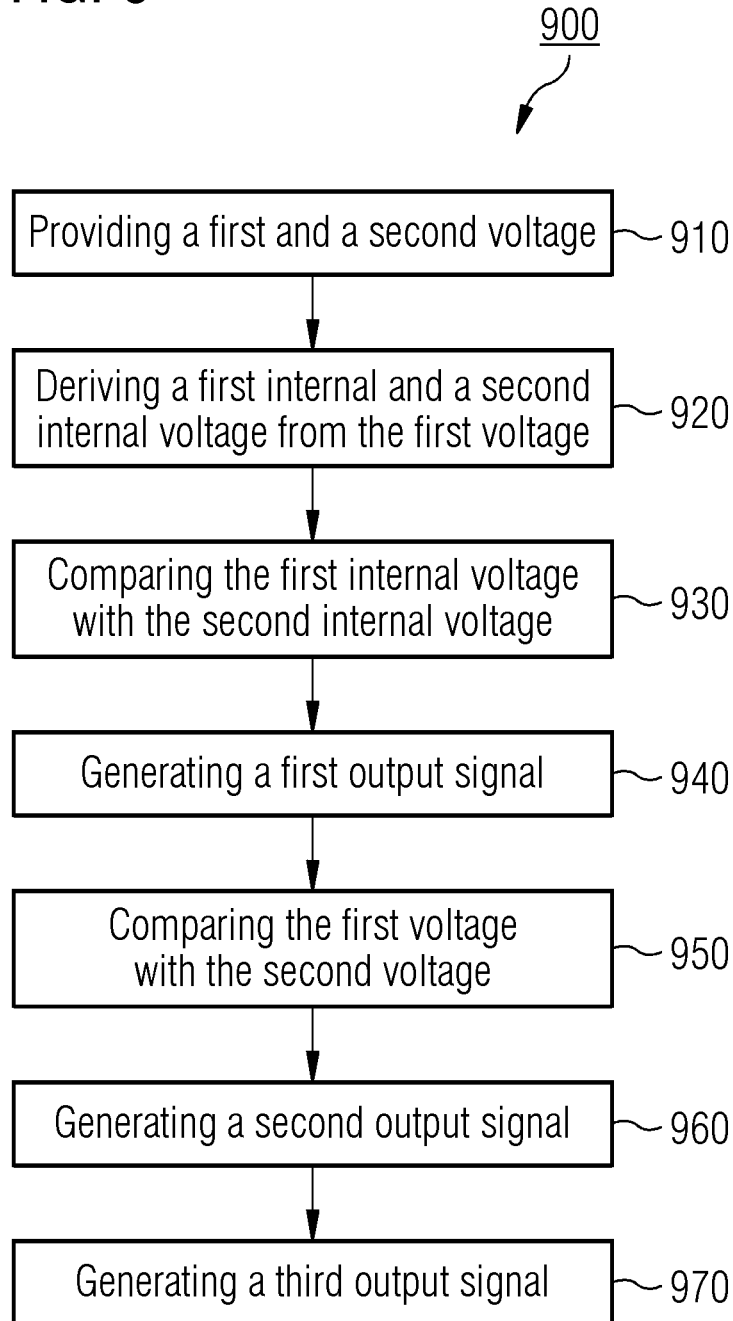 900
Providing a first and a second voltage
910
Deriving a first internal and a second
internal voltage from the first voltage
920
Comparing the first internal voltage
with the second internal voltage
930
Generating a first output signal
940
Comparing the first voltage
with the second voltage
950
Generating a second output signal
960
Generating a third output signal
970